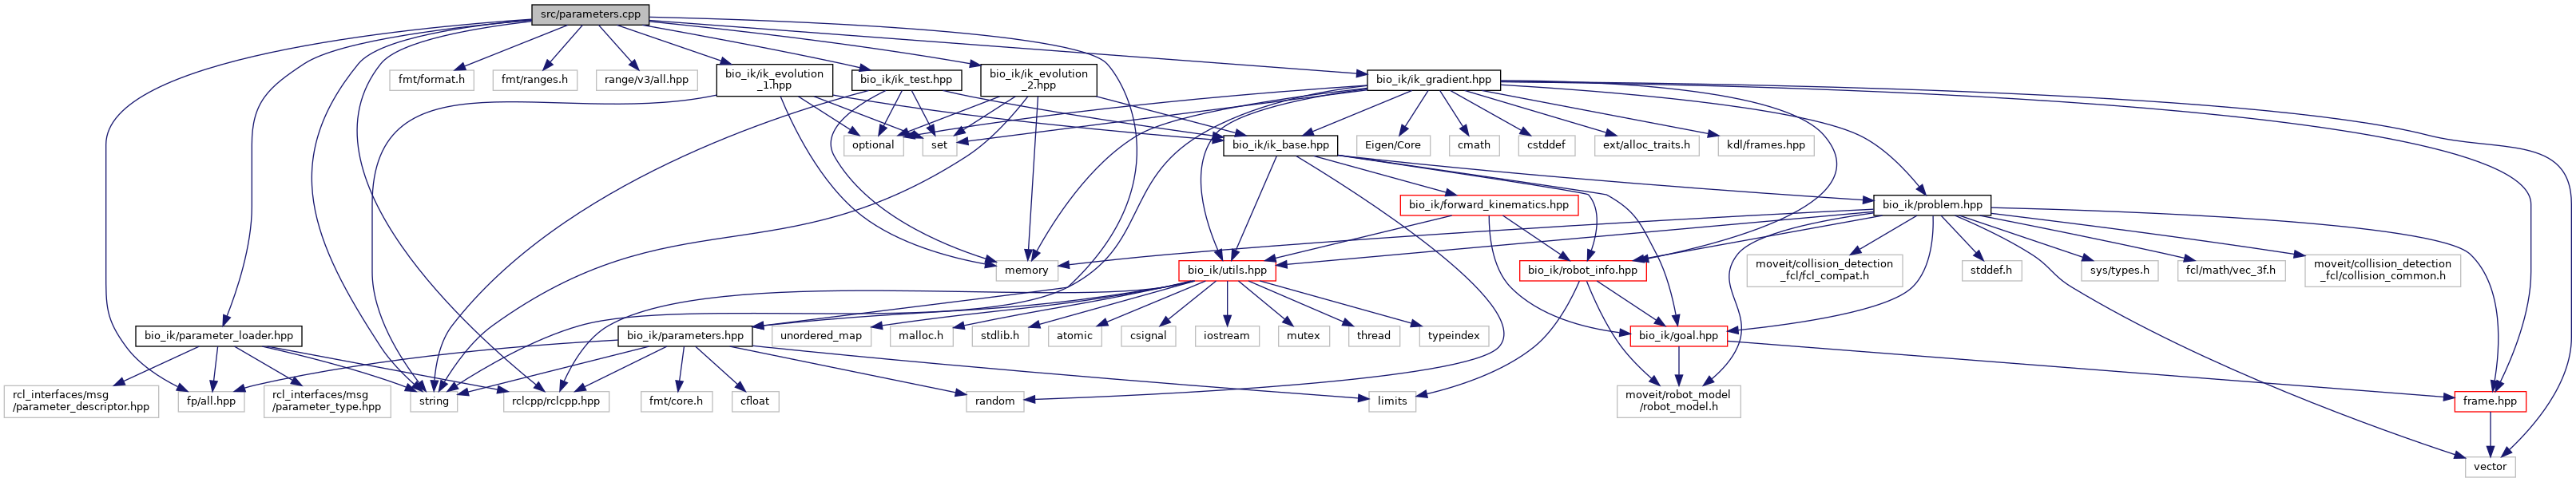 src/parameters.cpp
fmt/format.h
fmt/ranges.h
range/v3/all.hpp
bio_ik/ik_evolution
_1.hpp
bio_ik/ik_test.hpp
bio_ik/ik_evolution
_2.hpp
bio_ik/ik_gradient.hpp
optional
set
bio_ik/ik_base.hpp
Eigen/Core
cmath
cstddef
ext/alloc_traits.h
kdl/frames.hpp
bio_ik/forward_kinematics.hpp
bio_ik/problem.hpp
memory
bio_ik/utils.hpp
bio_ik/robot_info.hpp
moveit/collision_detection
_fcl/fcl_compat.h
stddef.h
sys/types.h
fcl/math/vec_3f.h
moveit/collision_detection
_fcl/collision_common.h
bio_ik/parameter_loader.hpp
bio_ik/parameters.hpp
unordered_map
malloc.h
stdlib.h
atomic
csignal
iostream
mutex
thread
typeindex
bio_ik/goal.hpp
rcl_interfaces/msg
/parameter_descriptor.hpp
fp/all.hpp
rcl_interfaces/msg
/parameter_type.hpp
string
rclcpp/rclcpp.hpp
fmt/core.h
cfloat
random
limits
moveit/robot_model
/robot_model.h
frame.hpp
vector